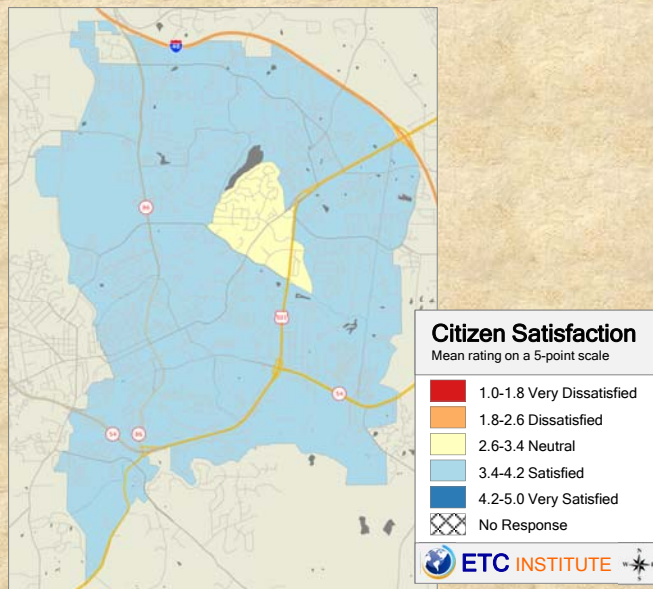 40
86
501
54
54
86
Citizen Satisfaction
Mean rating on a 5-point scale
1.0-1.8 Very Dissatisfied
1.8-2.6 Dissatisfied
2.6-3.4 Neutral
3.4-4.2 Satisfied
4.2-5.0 Very Satisfied
No Response
ETC INSTITUTE
N
W
S